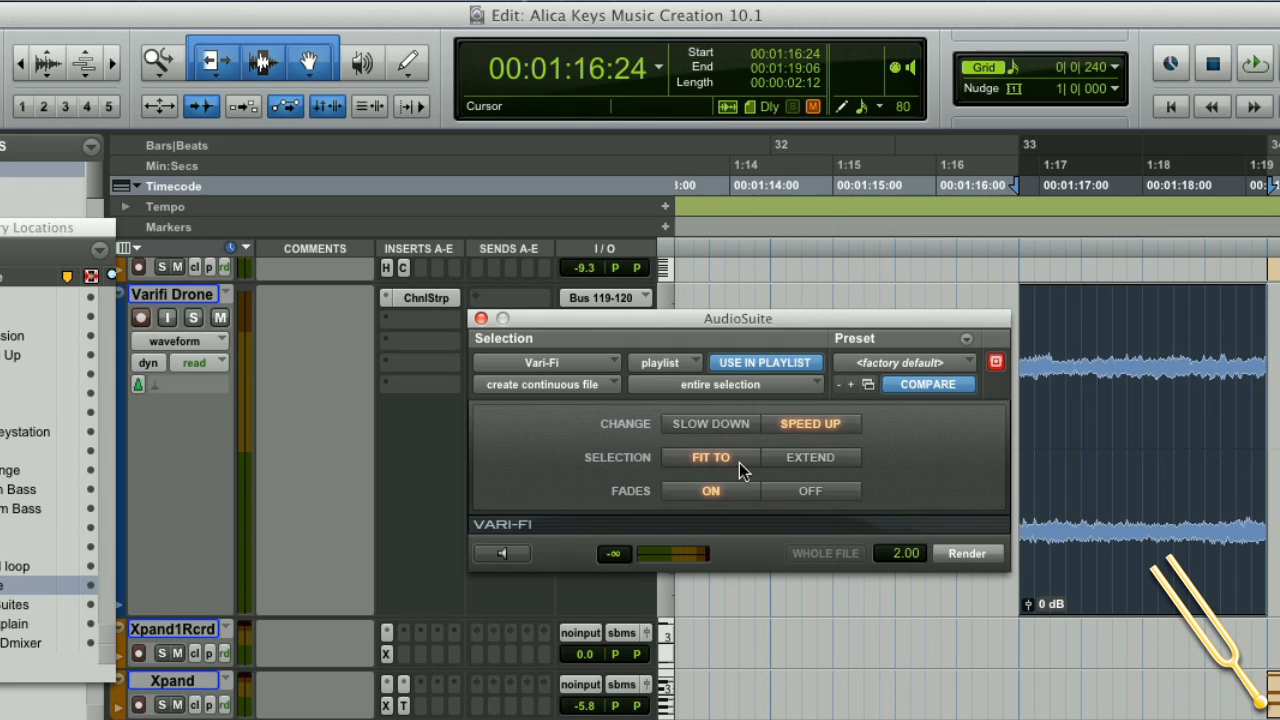 Edit: Alica Keys Music Creation 10.1
1 2 3 4 5
00:01:16:24
Start 00:01:16:24
End 00:01:19:06
Length 00:00:02:12
Cursor
Dly S M 80
Grid 0| 0| 240
Nudge 1| 0| 000
S
Bars|Beats 32 33
Min:Secs 1:14 1:15 1:16 1:17 1:18 1:19
Timecode 3:00 00:01:14:00 00:01:15:00 00:01:16:00 00:01:17:00 00:01:18:00
Tempo +
Markers +
ry Locations
COMMENTS INSERTS A-E SENDS A-E I / O
S M cl p rd H C -9.3 P P
Varifi Drone ChnlStrp Bus 119-120
I S M
waveform
dyn read
ssion
Up
eystation
nge
m Bass
m Bass
l loop
e
Suites
plain
Dmixer
AudioSuite
Selection Preset
Vari-Fi playlist USE IN PLAYLIST <factory default>
create continuous file entire selection - + COMPARE
CHANGE SLOW DOWN SPEED UP
SELECTION FIT TO EXTEND
FADES ON OFF
VARI-FI
-∞ WHOLE FILE 2.00 Render
0 dB
Xpand1Rcrd noinput sbms 3
S M cl p rd X 0.0 P P
Xpand noinput sbms 3
S M cl p rd X T -5.8 P P